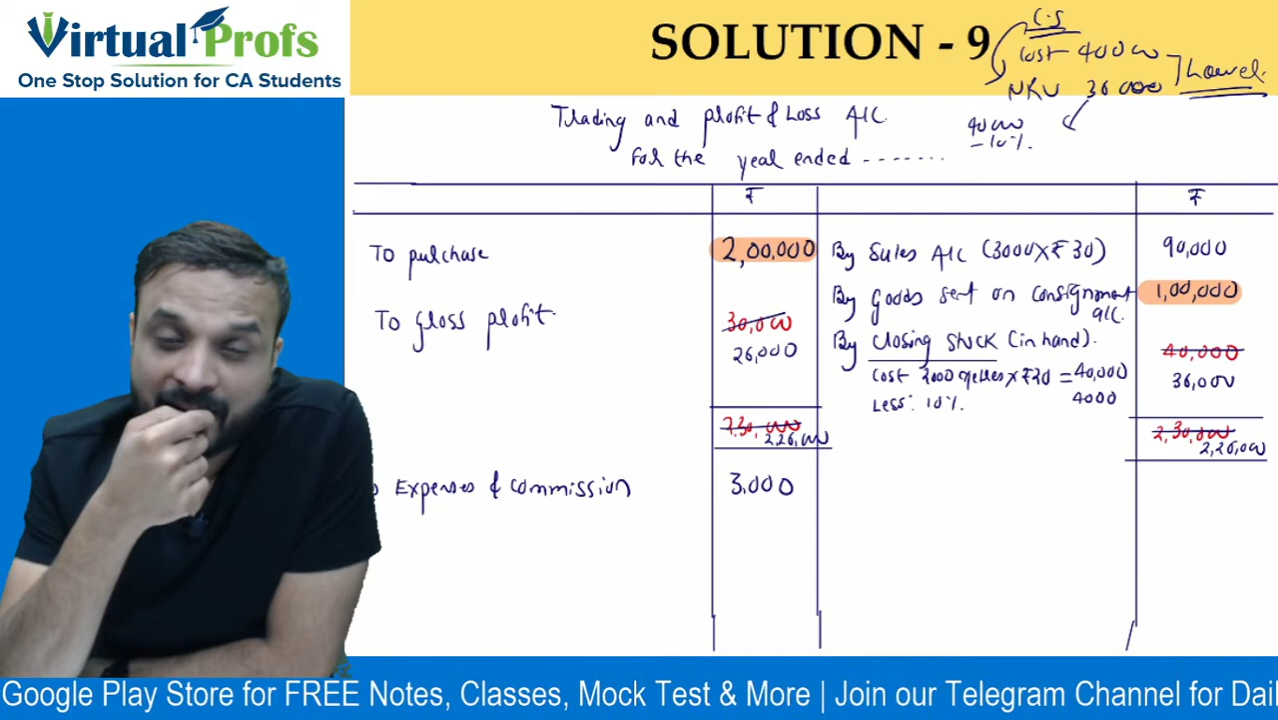 Virtual Profs
One Stop Solution for CA Students
SOLUTION - 9
C.S
Cost 40000
NRV 36000
Lower
40000
-10%.
Trading and profit & Loss A/C
For the year ended -------
₹ ₹
To purchase 2,00,000 By Sales A/C (3000×₹30) 90,000
By Goods sent on consignment a/c. 1,00,000
To Gross profit 30,000
26,000
By Closing stock (in hand). 40,000
Cost 2000 ×₹20 = 40,000 36,000
Less: 10%. 4000
2,30,000 2,30,000
2,26,000 2,26,000
Expenses & commission 3,000
Google Play Store for FREE Notes, Classes, Mock Test & More | Join our Telegram Channel for Dail